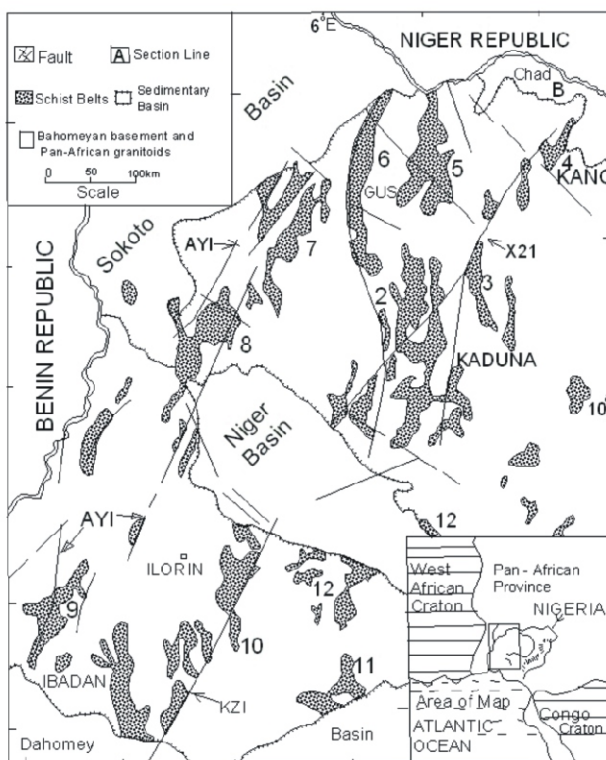 6°E
NIGER REPUBLIC
Fault
A Section Line
Schist Belts
Sedimentary
Basin
Bahomeyan basement and
Pan-African granitoids
0 50 100km
Scale
Basin
Sokoto
Chad
B
KANO
GUS
6
5
4
AYI
7
X21
2
3
8
KADUNA
BENIN REPUBLIC
Niger
Basin
10
AYI
12
ILORIN
9
12
10
11
IBADAN
KZI
Dahomey
Basin
West
African
Craton
Pan - African
Province
NIGERIA
Area of Map
ATLANTIC
OCEAN
Congo
Craton